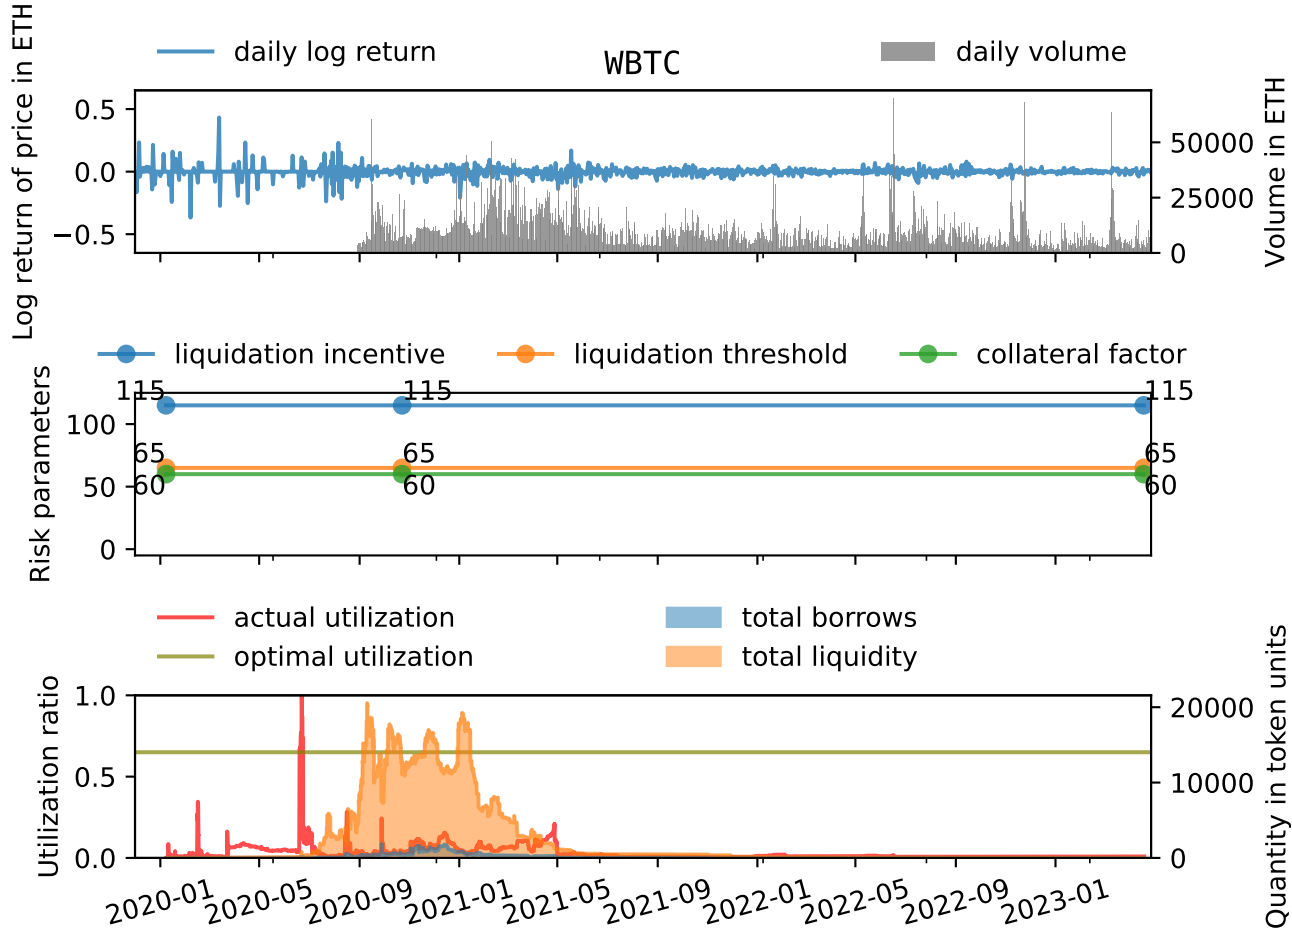 daily log return
WBTC
daily volume
Log return of price in ETH
0.5
0.0
−0.5
50000
25000
0
Volume in ETH
liquidation incentive
liquidation threshold
collateral factor
Risk parameters
100
50
0
115
115
115
65
65
65
60
60
60
actual utilization
optimal utilization
total borrows
total liquidity
Utilization ratio
1.0
0.5
0.0
20000
10000
0
Quantity in token units
2020-01
2020-05
2020-09
2021-01
2021-05
2021-09
2022-01
2022-05
2022-09
2023-01